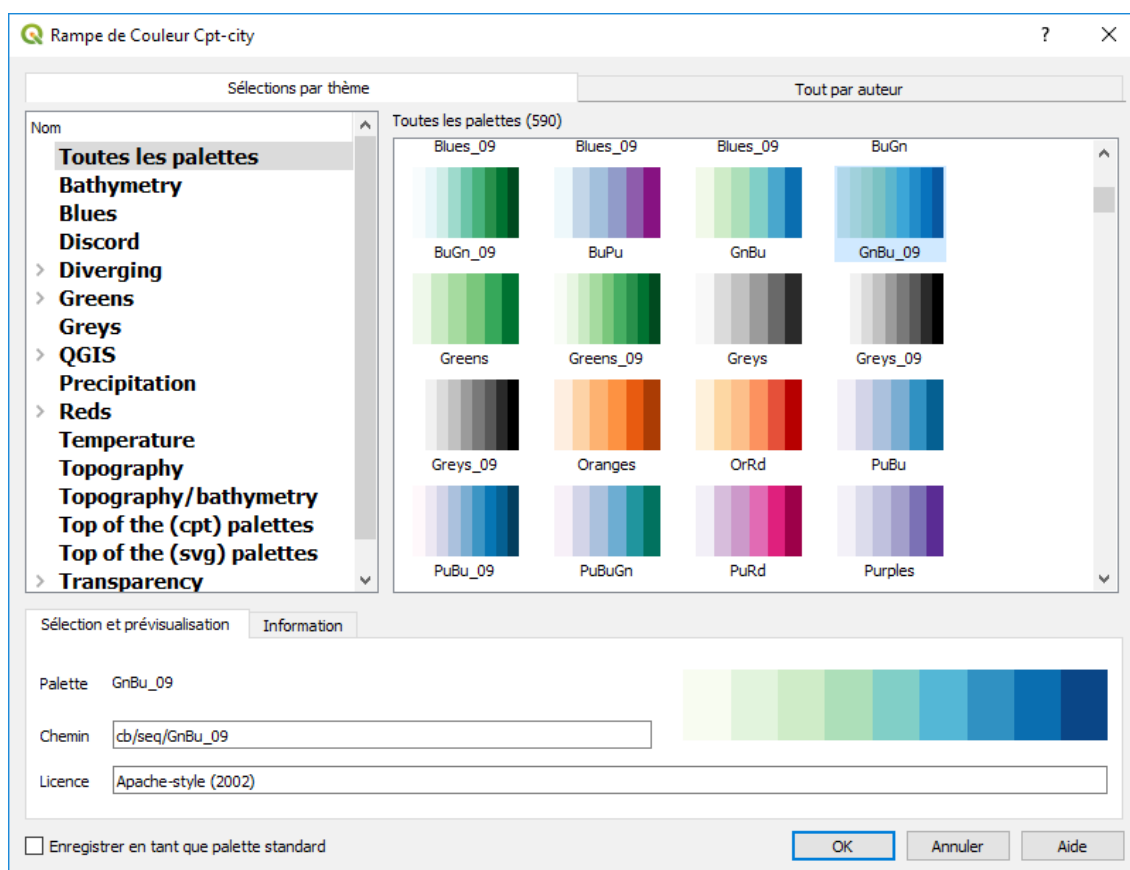 Rampe de Couleur Cpt-city
?
Sélections par thème
Tout par auteur
Nom
Toutes les palettes
Bathymetry
Blues
Discord
Diverging
Greens
Greys
QGIS
Precipitation
Reds
Temperature
Topography
Topography/bathymetry
Top of the (cpt) palettes
Top of the (svg) palettes
Transparency
Toutes les palettes (590)
Blues_09 Blues_09 Blues_09 BuGn
BuGn_09 BuPu GnBu GnBu_09
Greens Greens_09 Greys Greys_09
Greys_09 Oranges OrRd PuBu
PuBu_09 PuBuGn PuRd Purples
Sélection et prévisualisation
Information
Palette GnBu_09
Chemin cb/seq/GnBu_09
Licence Apache-style (2002)
Enregistrer en tant que palette standard
OK Annuler Aide